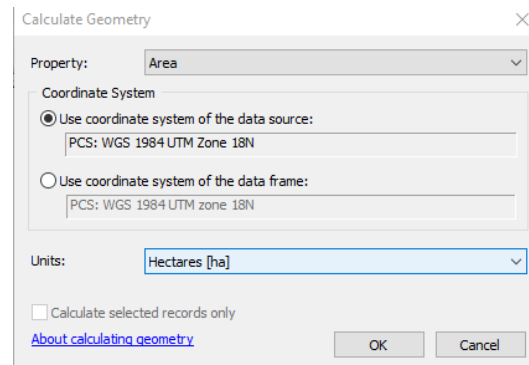 Calculate Geometry
Property: Area
Coordinate System
Use coordinate system of the data source:
PCS: WGS 1984 UTM Zone 18N
Use coordinate system of the data frame:
PCS: WGS 1984 UTM zone 18N
Units: Hectares [ha]
Calculate selected records only
About calculating geometry OK Cancel